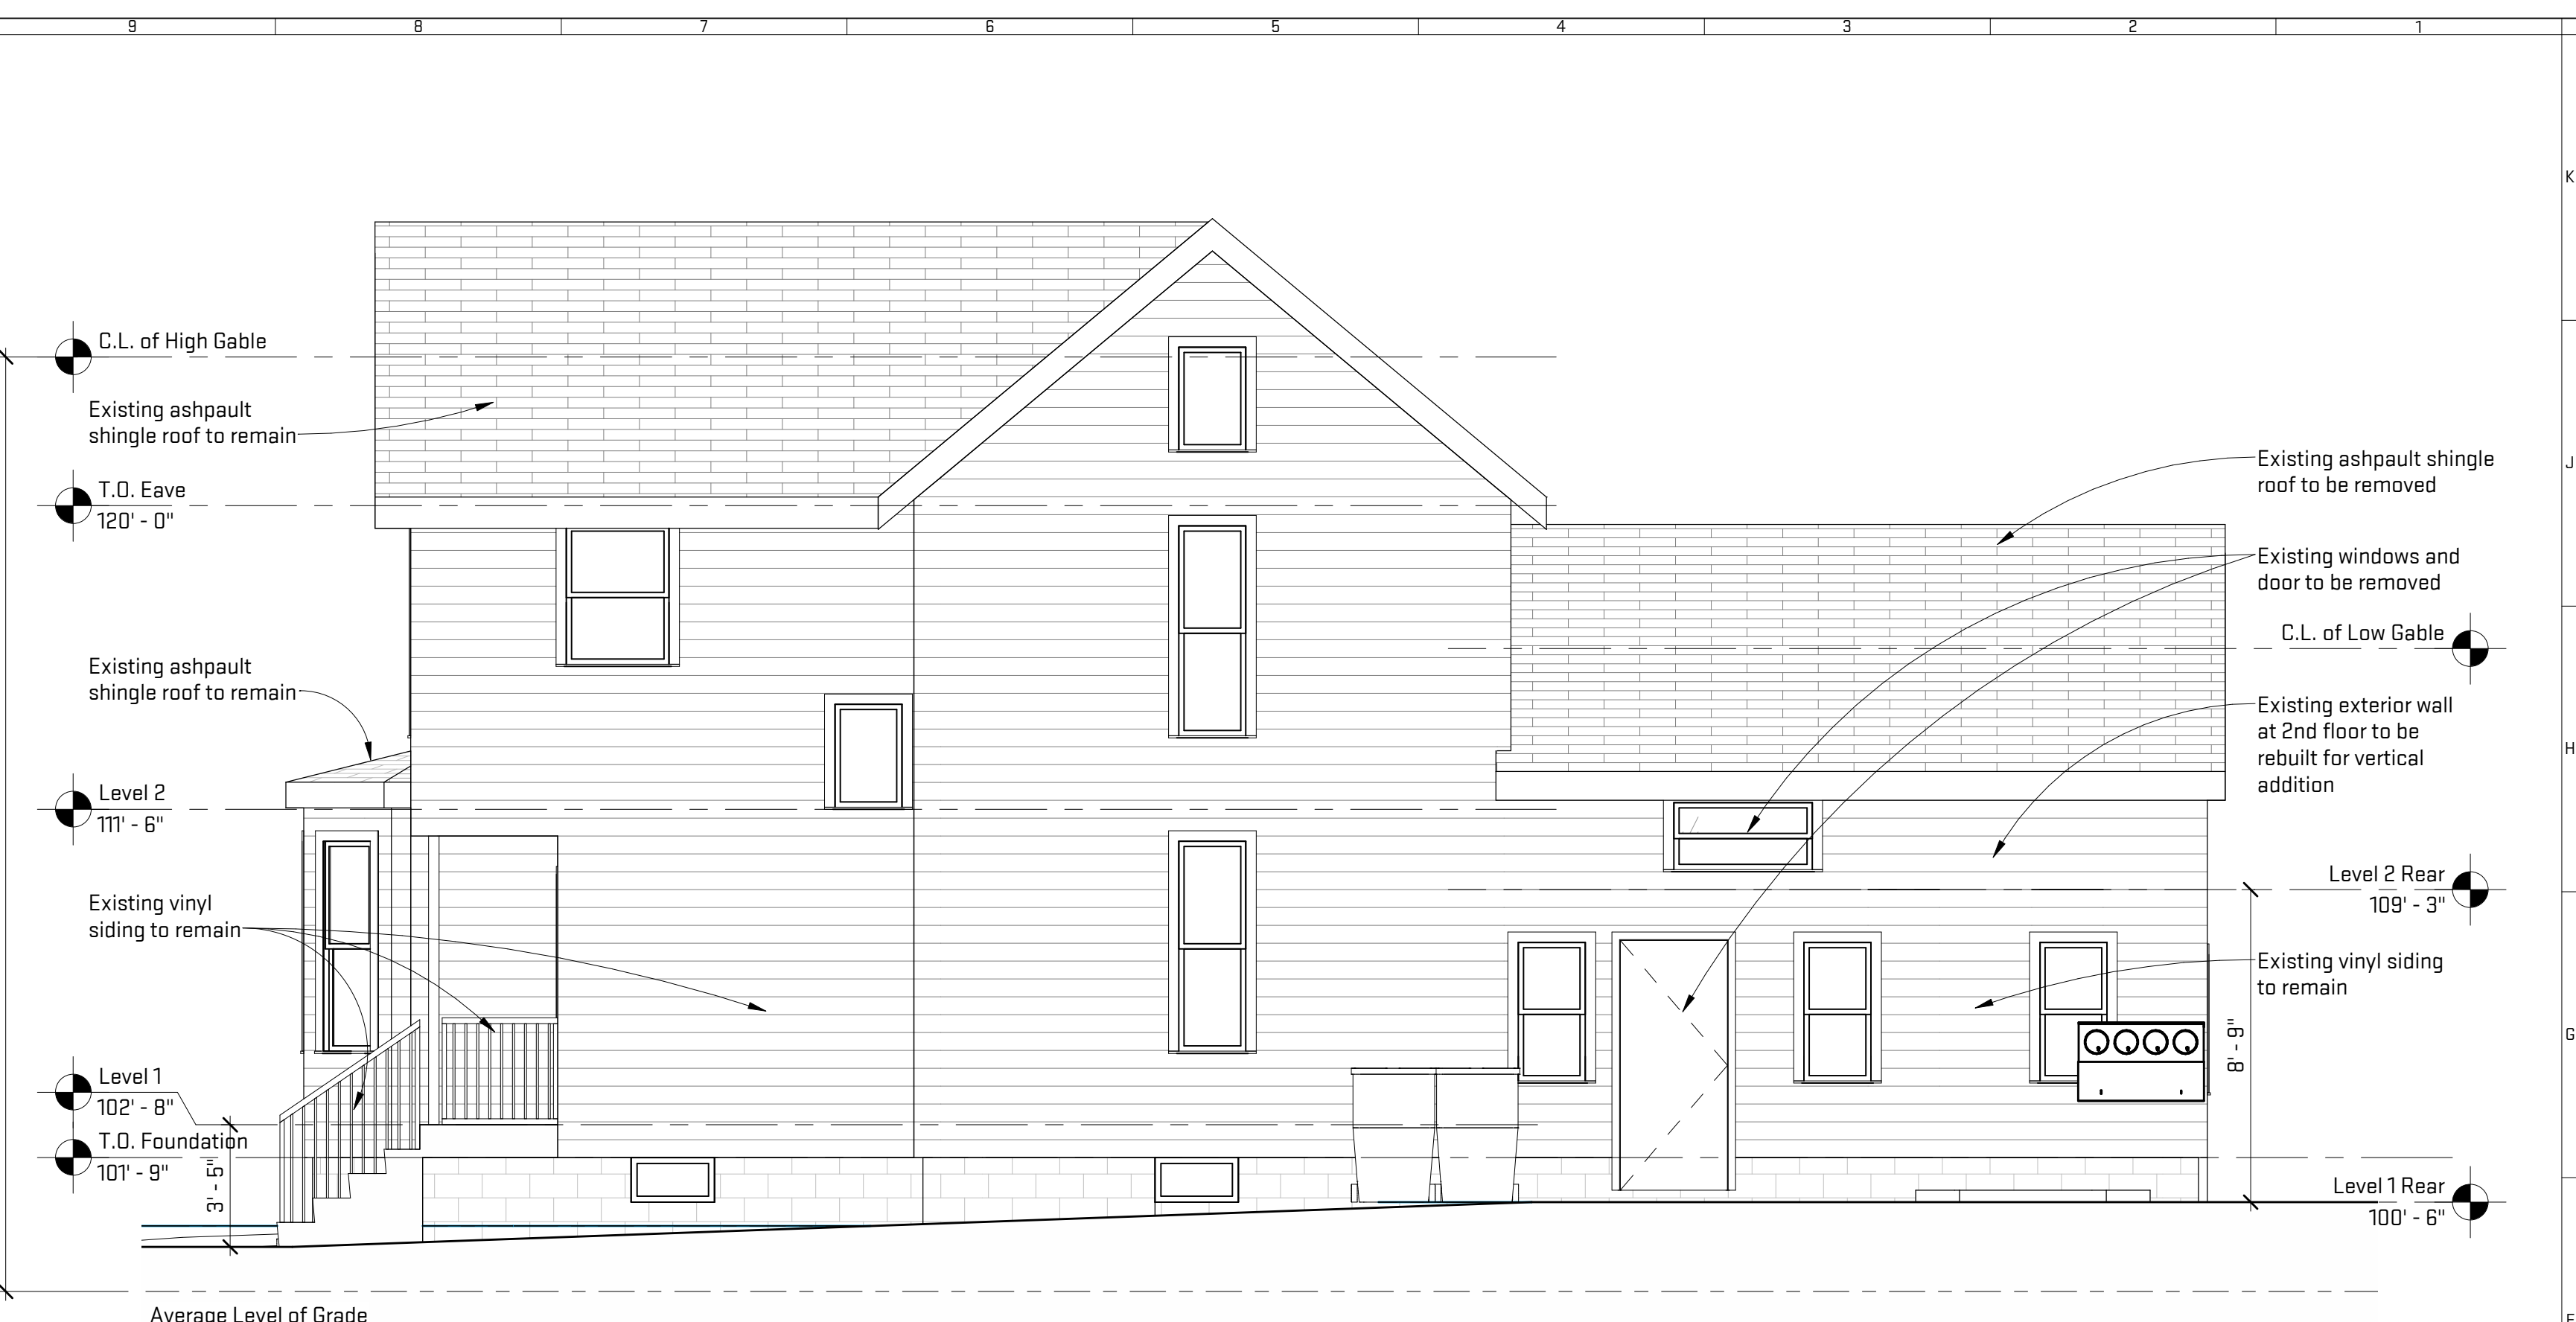 9 8 7 6 5 4 3 2 1
K
C.L. of High Gable
Existing ashpault
shingle roof to remain
T.O. Eave
120' - 0"
Existing ashpault shingle
roof to be removed
J
Existing windows and
door to be removed
C.L. of Low Gable
Existing ashpault
shingle roof to remain
Existing exterior wall
at 2nd floor to be
rebuilt for vertical
addition
H
Level 2
111' - 6"
Level 2 Rear
109' - 3"
Existing vinyl
siding to remain
Existing vinyl siding
to remain
8' - 9"
G
Level 1
102' - 8"
T.O. Foundation
101' - 9"
3' - 5"
Level 1 Rear
100' - 6"
Average Level of Grade